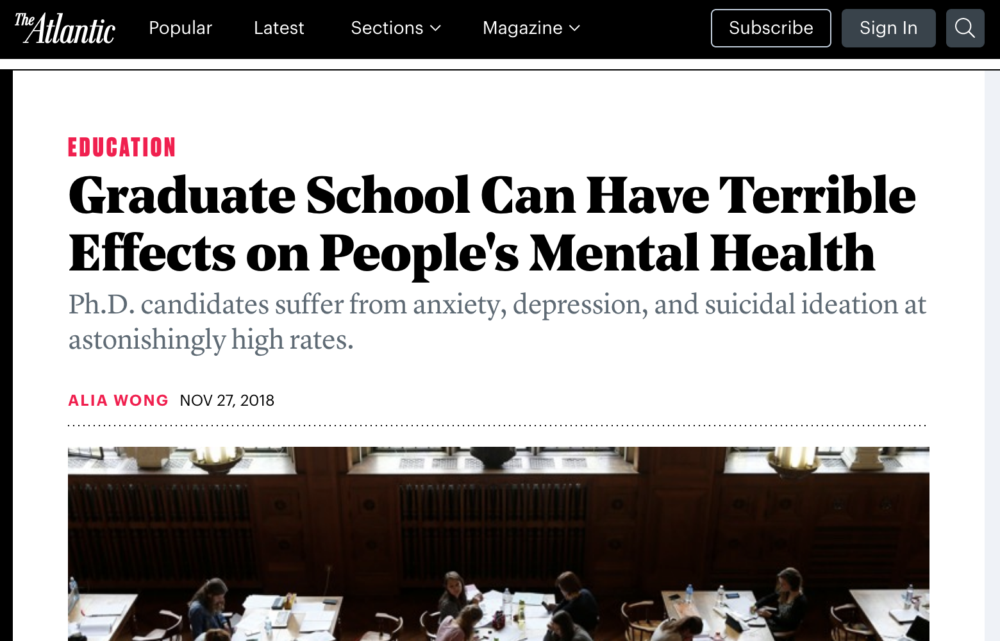 The Atlantic Popular Latest Sections Magazine Subscribe Sign In
EDUCATION
Graduate School Can Have Terrible
Effects on People's Mental Health
Ph.D. candidates suffer from anxiety, depression, and suicidal ideation at
astonishingly high rates.
ALIA WONG NOV 27, 2018